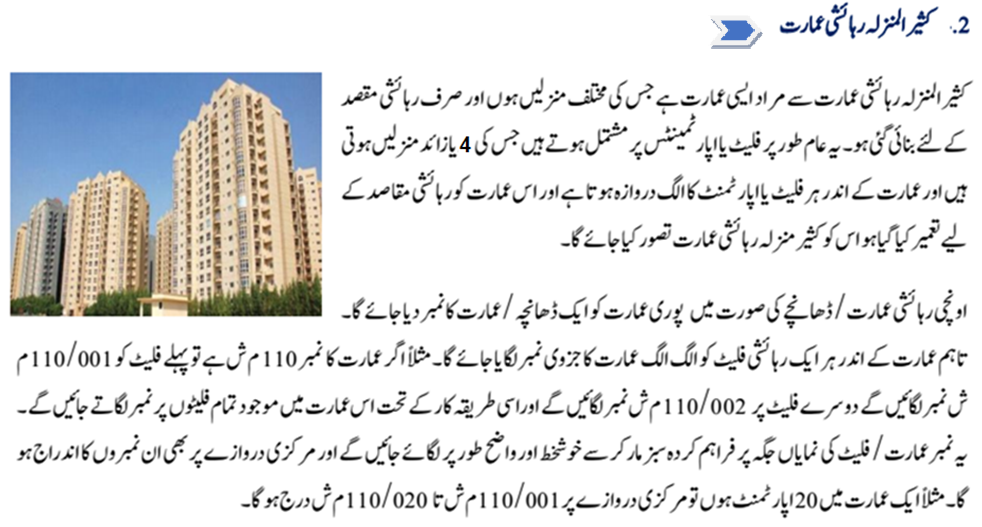 2. کثیر المنزلہ رہائشی عمارت
کثیر المنزلہ رہائشی عمارت سے مراد ایسی عمارت ہے جس کی مختلف منزلیں ہوں اور صرف رہائشی مقصد
کے لئے بنائی گئی ہو۔ یہ عام طور پر فلیٹ یا اپارٹمینٹس پر مشتمل ہوتے ہیں جس کی 4 یا زائد منزلیں ہوتی
ہیں اور عمارت کے اندر ہر فلیٹ یا اپارٹمنٹ کا الگ دروازہ ہوتا ہے اور اس عمارت کو رہائشی مقاصد کے
لیے تعمیر کیا گیا ہو اس کو کثیر منزلہ رہائشی عمارت تصور کیا جائے گا۔
اونچی رہائشی عمارت / ڈھانچے کی صورت میں پوری عمارت کو ایک ڈھانچہ / عمارت کا نمبر دیا جائے گا۔
تاہم عمارت کے اندر ہر ایک رہائشی فلیٹ کو الگ الگ عمارت کا جزوی نمبر لگایا جائے گا۔ مثلاً اگر عمارت کا نمبر 110 م ش ہے تو پہلے فلیٹ کو 110/001 م
ش نمبر لگائیں گے دوسرے فلیٹ پر 110/002 م ش نمبر لگائیں گے اور اسی طریقہ کار کے تحت اس عمارت میں موجود تمام فلیٹوں پر نمبر لگاتے جائیں گے۔
یہ نمبر عمارت / فلیٹ کی نمایاں جگہ پر فراہم کردہ سبز مارکر سے خوشخط اور واضح طور پر لگائے جائیں گے اور مرکزی دروازے پر بھی ان نمبروں کا اندراج ہو
گا۔ مثلاً ایک عمارت میں 20 اپارٹمنٹ ہوں تو مرکزی دروازے پر 110/001 م ش تا 110/020 م ش درج ہو گا۔